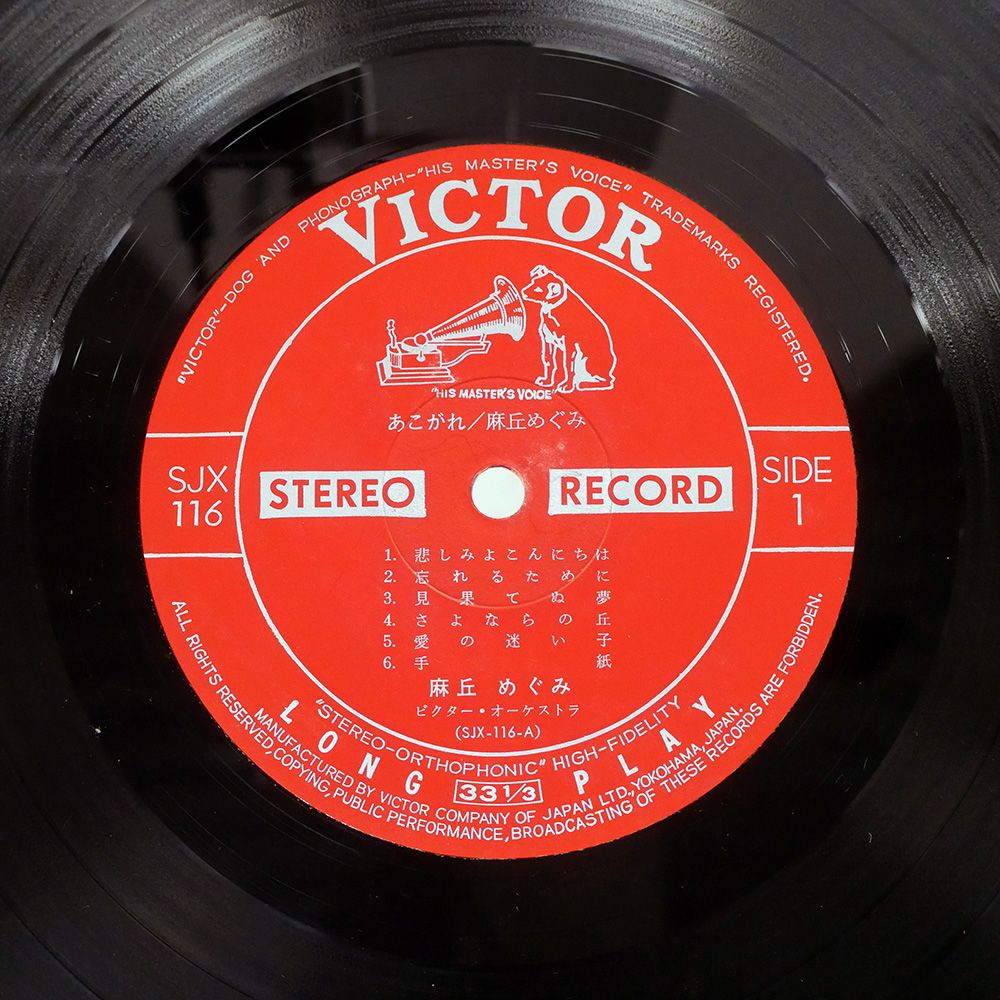 "VICTOR"–DOG AND PHONOGRAPH–"HIS MASTER'S VOICE" TRADEMARKS REGISTERED.
VICTOR
"HIS MASTER'S VOICE"
あこがれ／麻丘めぐみ
SJX
116
STEREO
RECORD
SIDE
1
1. 悲しみよこんにちは
2. 忘れるために
3. 見果てぬ夢
4. さよならの丘
5. 愛の迷い子
6. 手紙
麻丘 めぐみ
ビクター・オーケストラ
(SJX-116-A)
"STEREO-ORTHOPHONIC" HIGH-FIDELITY
LONG PLAY
33 1/3
MANUFACTURED BY VICTOR COMPANY OF JAPAN LTD., YOKOHAMA, JAPAN.
ALL RIGHTS RESERVED, COPYING, PUBLIC PERFORMANCE, BROADCASTING OF THESE RECORDS ARE FORBIDDEN.